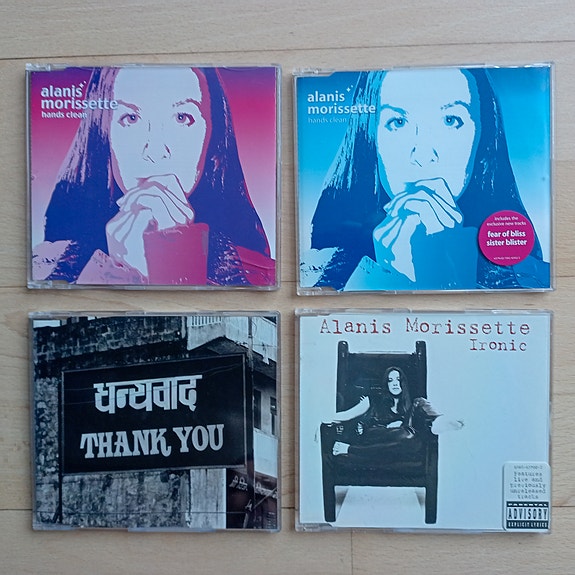 alanis
morissette
hands clean
alanis
morissette
hands clean
includes the
exclusive new tracks
fear of bliss
sister blister
धन्यवाद
THANK YOU
Alanis Morissette
Ironic
features
live and
previously
unreleased
tracks
PARENTAL
ADVISORY
EXPLICIT LYRICS